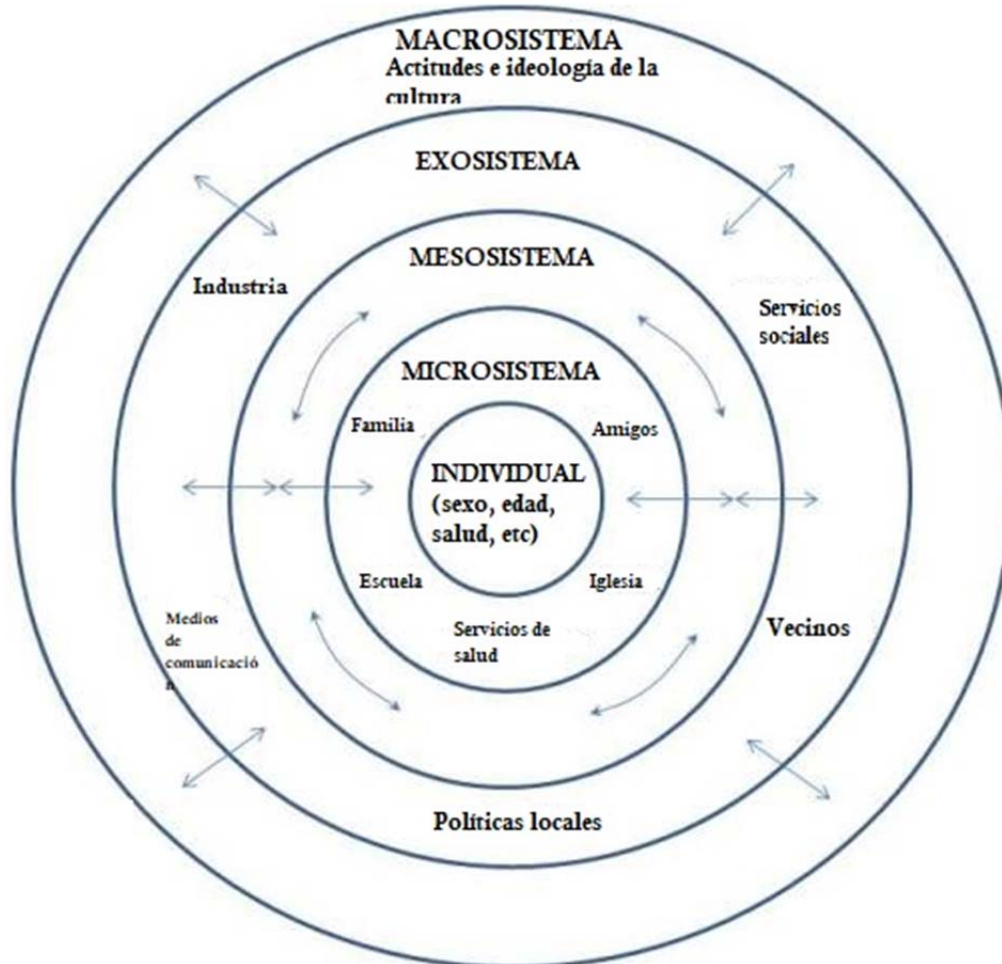 MACROSISTEMA
Actitudes e ideología de la
cultura
EXOSISTEMA
MESOSISTEMA
Industria
Servicios
sociales
MICROSISTEMA
Familia
Amigos
INDIVIDUAL
(sexo, edad,
salud, etc)
Escuela
Iglesia
Medios
de
comunicació
n
Servicios de
salud
Vecinos
Políticas locales